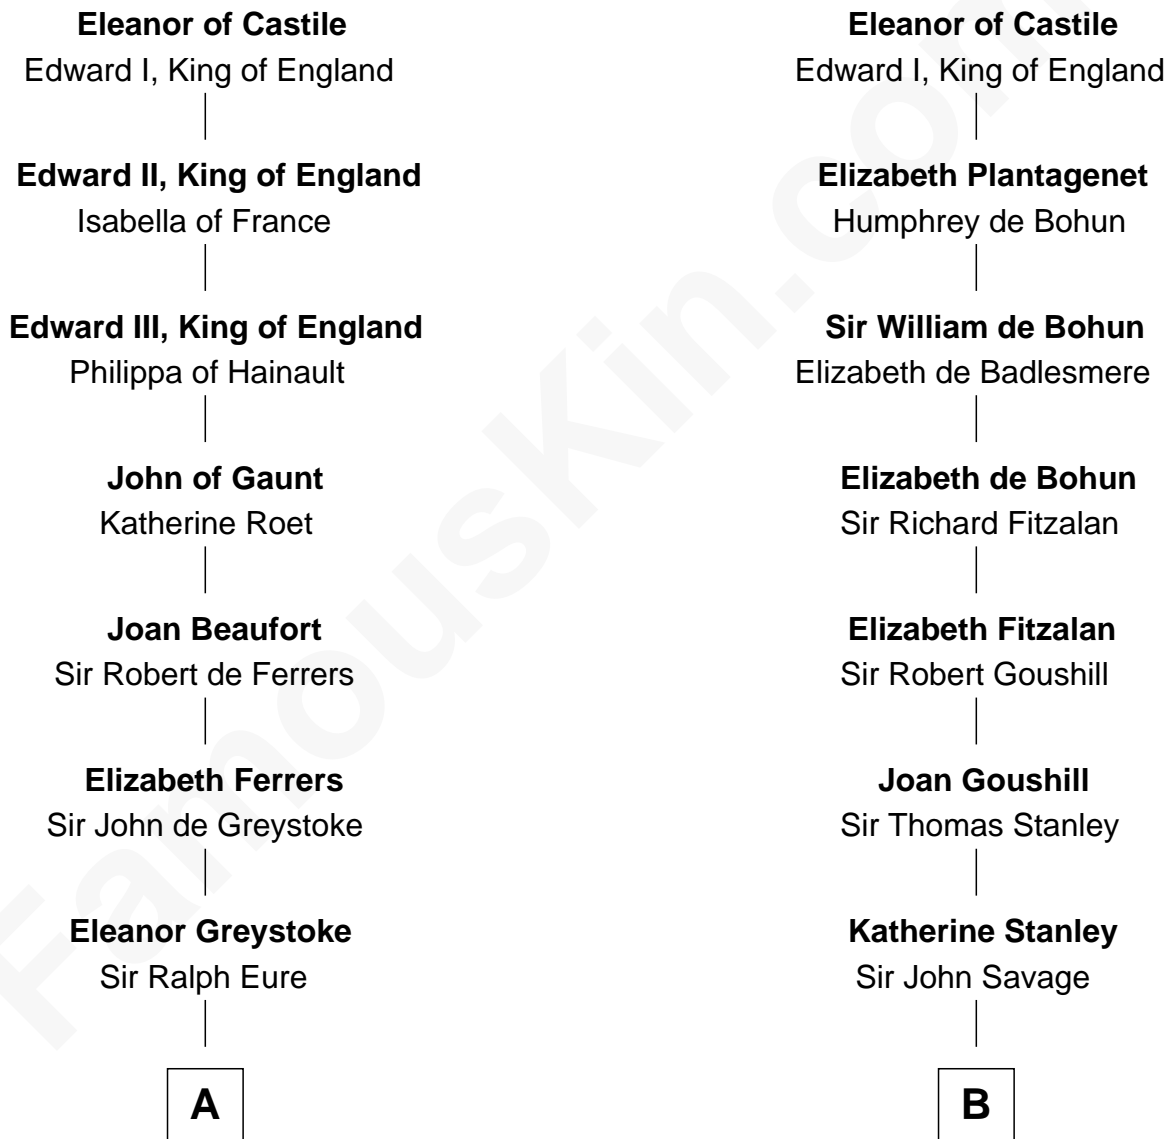 Eleanor of Castile
Edward I, King of England
Edward II, King of England
Isabella of France
Edward III, King of England
Philippa of Hainault
John of Gaunt
Katherine Roet
Joan Beaufort
Sir Robert de Ferrers
Elizabeth Ferrers
Sir John de Greystoke
Eleanor Greystoke
Sir Ralph Eure
A
Eleanor of Castile
Edward I, King of England
Elizabeth Plantagenet
Humphrey de Bohun
Sir William de Bohun
Elizabeth de Badlesmere
Elizabeth de Bohun
Sir Richard Fitzalan
Elizabeth Fitzalan
Sir Robert Goushill
Joan Goushill
Sir Thomas Stanley
Katherine Stanley
Sir John Savage
B
FamousKin.com